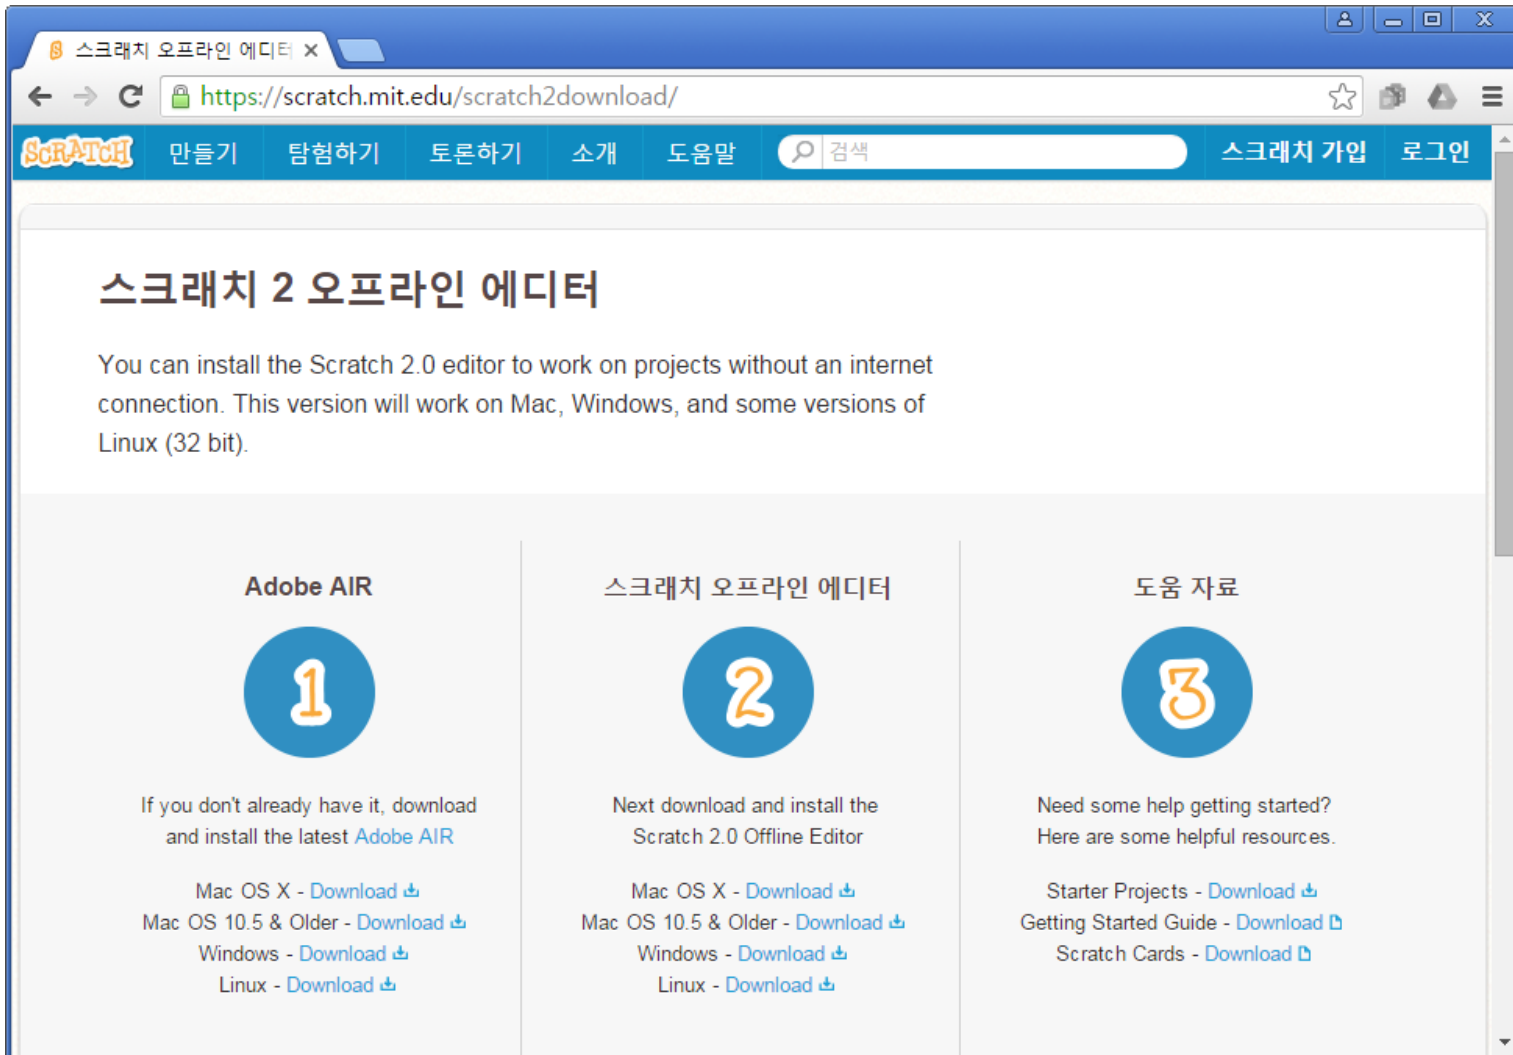 스크래치 오프라인 에디터
https://scratch.mit.edu/scratch2download/
SCRATCH 만들기 탐험하기 토론하기 소개 도움말 검색 스크래치 가입 로그인
스크래치 2 오프라인 에디터
You can install the Scratch 2.0 editor to work on projects without an internet
connection. This version will work on Mac, Windows, and some versions of
Linux (32 bit).
Adobe AIR
1
If you don't already have it, download
and install the latest Adobe AIR
Mac OS X - Download
Mac OS 10.5 & Older - Download
Windows - Download
Linux - Download
스크래치 오프라인 에디터
2
Next download and install the
Scratch 2.0 Offline Editor
Mac OS X - Download
Mac OS 10.5 & Older - Download
Windows - Download
Linux - Download
도움 자료
3
Need some help getting started?
Here are some helpful resources.
Starter Projects - Download
Getting Started Guide - Download
Scratch Cards - Download